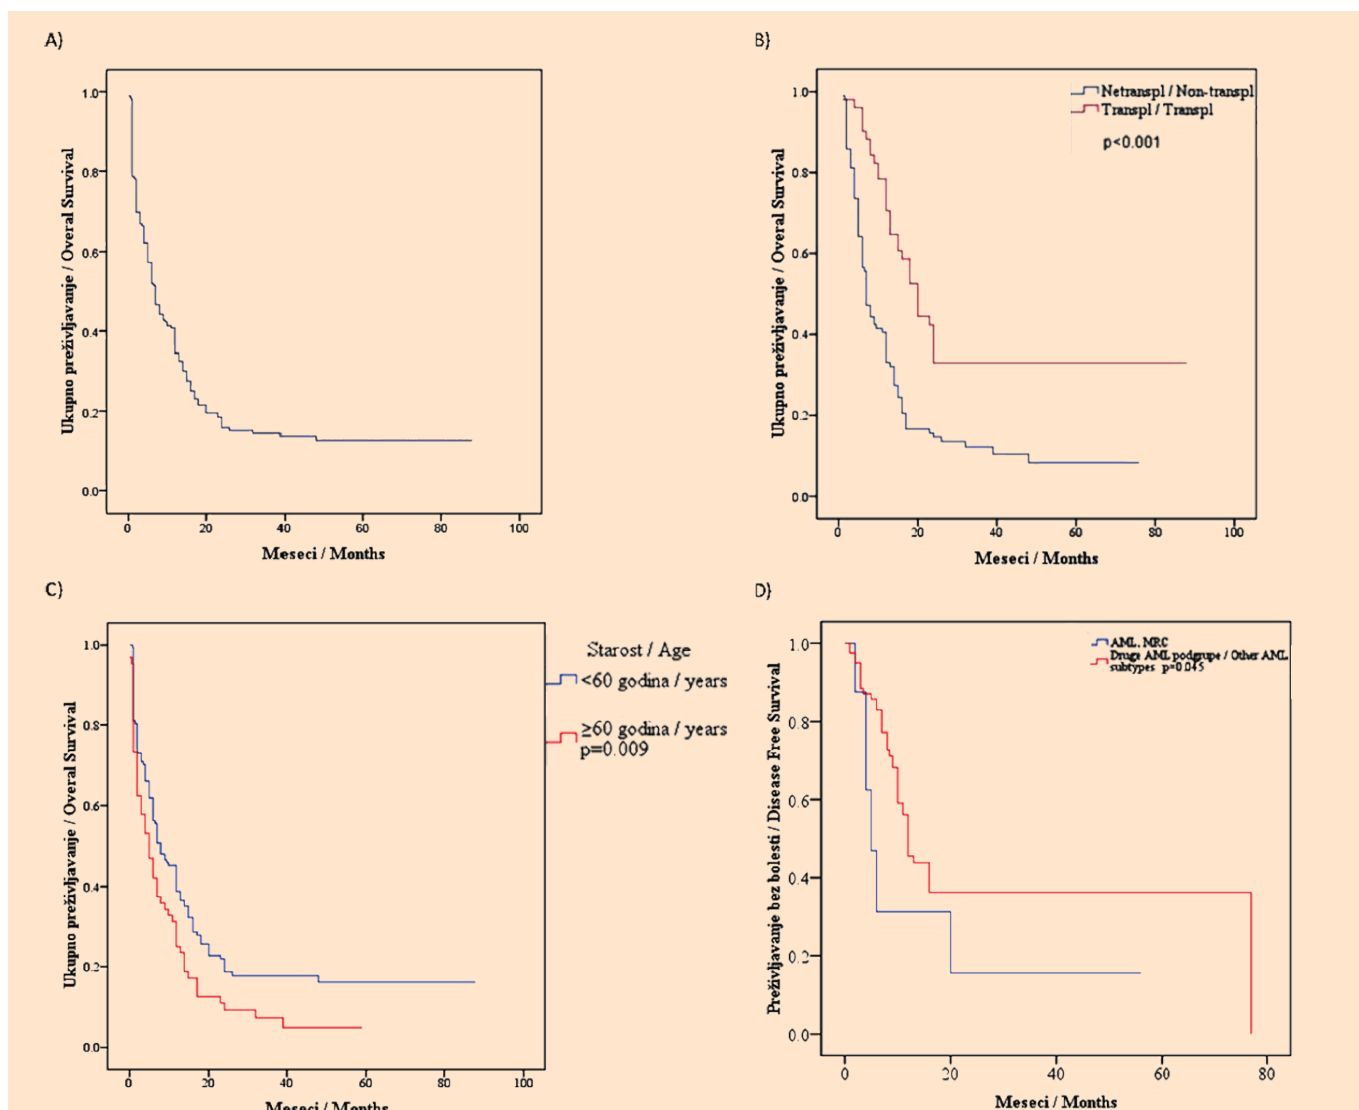 A)
Ukupno preživljavanje / Overal Survival
1.0
0.8
0.6
0.4
0.2
0.0
0 20 40 60 80 100
Meseci / Months
B)
Ukupno preživljavanje / Overal Survival
Netranspl / Non-transpl
Transpl / Transpl
p<0.001
1.0
0.8
0.6
0.4
0.2
0.0
0 20 40 60 80 100
Meseci / Months
C)
Ukupno preživljavanje / Overal Survival
Starost / Age
<60 godina / years
≥60 godina / years
p=0.009
1.0
0.8
0.6
0.4
0.2
0.0
0 20 40 60 80 100
Meseci / Months
D)
Preživljavanje bez bolesti / Disease Free Survival
AML, MRC
Druge AML podgrupe / Other AML
subtypes p=0.045
1.0
0.8
0.6
0.4
0.2
0.0
0 20 40 60 80
Meseci / Months